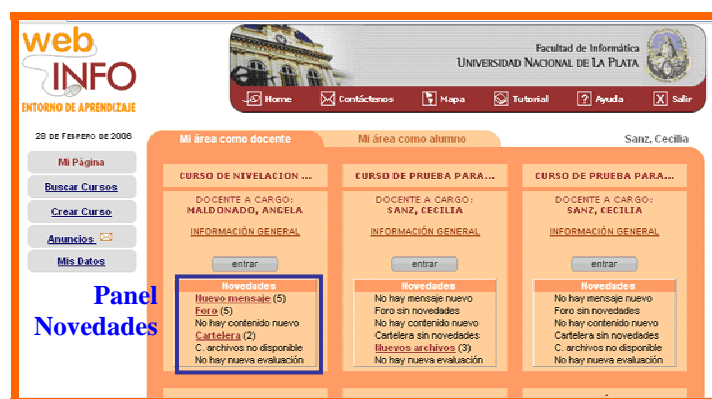 web
INFO
ENTORNO DE APRENDIZAJE
Facultad de Informática
UNIVERSIDAD NACIONAL DE LA PLATA
Home Contáctenos Mapa Tutorial Ayuda Salir
28 DE FEBRERO DE 2006
Mi área como docente Mi área como alumno Sanz, Cecilia
Mi Página
Buscar Cursos
Crear Curso
Anuncios
Mis Datos
Panel
Novedades
CURSO DE NIVELACION ...
DOCENTE A CARGO:
MALDONADO, ANGELA
INFORMACIÓN GENERAL
entrar
Novedades
Nuevo mensaje (5)
Foro (5)
No hay contenido nuevo
Cartelera (2)
C. archivos no disponible
No hay nueva evaluación
CURSO DE PRUEBA PARA...
DOCENTE A CARGO:
SANZ, CECILIA
INFORMACIÓN GENERAL
entrar
Novedades
No hay mensaje nuevo
Foro sin novedades
No hay contenido nuevo
Cartelera sin novedades
Nuevos archivos (3)
No hay nueva evaluación
CURSO DE PRUEBA PARA...
DOCENTE A CARGO:
SANZ, CECILIA
INFORMACIÓN GENERAL
entrar
Novedades
No hay mensaje nuevo
Foro sin novedades
No hay contenido nuevo
Cartelera sin novedades
C. archivos no disponible
No hay nueva evaluación